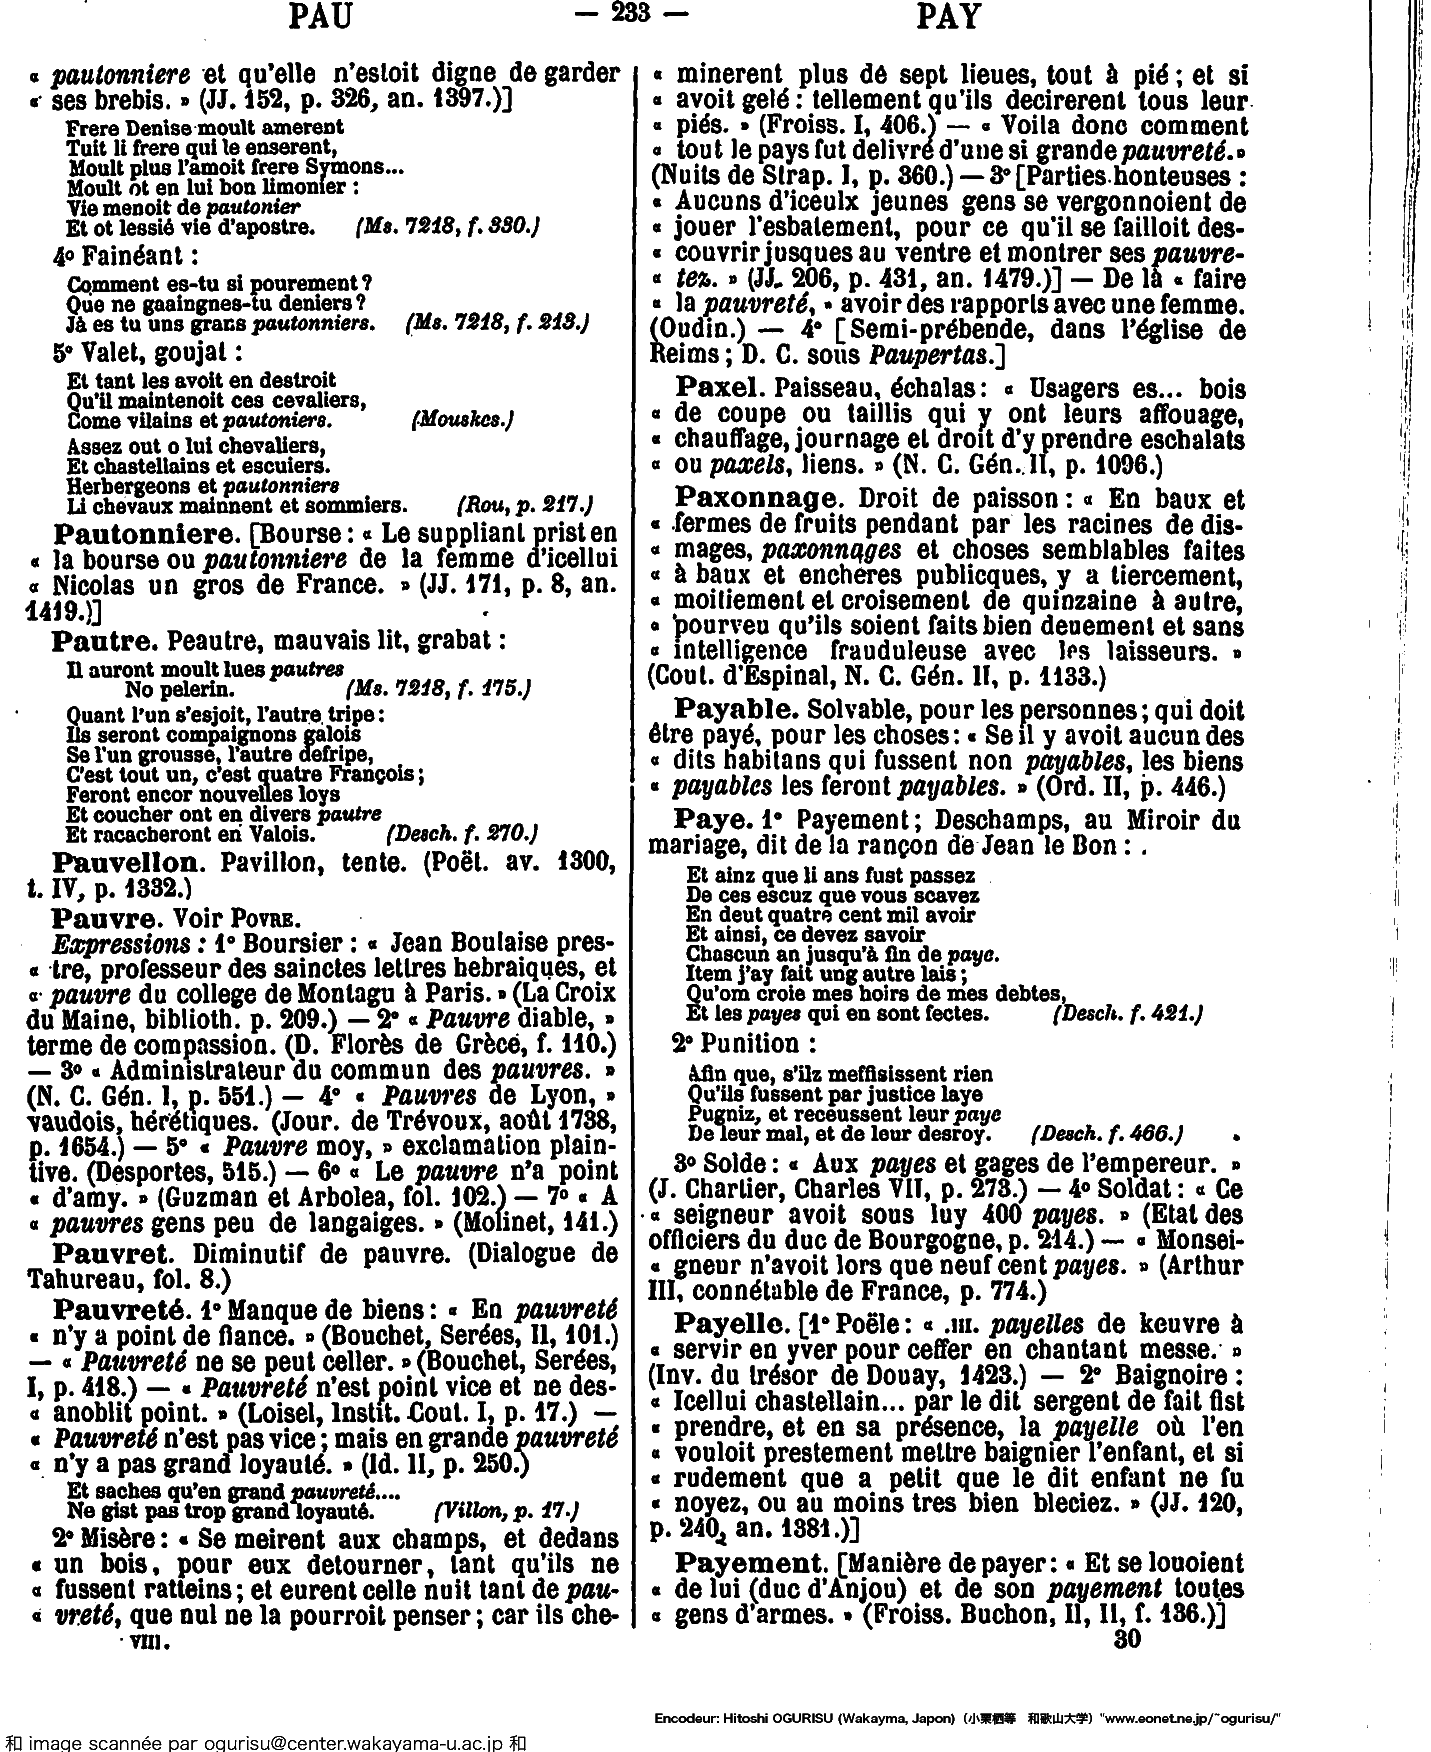 PAU — 233 — PAY
« pautonniere et qu'elle n'estoit digne de garder
« ses brebis. » (JJ. 152, p. 326, an. 1397.)]
Frere Denise moult amerent
Tuit li frere qui le enserent,
Moult plus l'amoit frere Symons...
Moult ot en lui bon limonier :
Vie menoit de pautonier
Et ot lessié vie d'apostre. (Ms. 7218, f. 330.)
4º Fainéant :
Comment es-tu si pourement ?
Que ne gaaingnes-tu deniers ?
Jà es tu uns grans pautonniers. (Ms. 7218, f. 213.)
5º Valet, goujat :
Et tant les avoit en destroit
Qu'il maintenoit ces cevaliers,
Come vilains et pautoniers. (Mouskes.)
Assez out o lui chevaliers,
Et chastellains et escuiers.
Herbergeons et pautonniers
Li chevaux mainnent et sommiers. (Rou, p. 217.)
Pautonniere. [Bourse : « Le suppliant prist en
« la bourse ou pautonniere de la femme d'icellui
« Nicolas un gros de France. » (JJ. 171, p. 8, an.
1419.)]
Pautre. Peautre, mauvais lit, grabat :
Il auront moult lues pautres
No pelerin. (Ms. 7218, f. 175.)
Quant l'un s'esjoit, l'autre tripe :
Ils seront compaignons galois
Se l'un grousse, l'autre defripe,
C'est tout un, c'est quatre François ;
Feront encor nouvelles loys
Et coucher ont en divers pautre
Et racacheront en Valois. (Desch. f. 270.)
Pauvellon. Pavillon, tente. (Poët. av. 1300,
t. IV, p. 1332.)
Pauvre. Voir POVRE.
Expressions : 1º Boursier : « Jean Boulaise pres-
« tre, professeur des sainctes lettres hebraiques, et
« pauvre du college de Montagu à Paris. » (La Croix
du Maine, biblioth. p. 209.) — 2º « Pauvre diable, »
terme de compassion. (D. Florès de Grèce, f. 110.)
— 3º « Administrateur du commun des pauvres. »
(N. C. Gén. I, p. 551.) — 4º « Pauvres de Lyon, »
vaudois, hérétiques. (Jour. de Trévoux, août 1738,
p. 1654.) — 5º « Pauvre moy, » exclamation plain-
tive. (Desportes, 515.) — 6º « Le pauvre n'a point
« d'amy. » (Guzman et Arbolea, fol. 102.) — 7º « A
« pauvres gens peu de langaiges. » (Molinet, 141.)
Pauvret. Diminutif de pauvre. (Dialogue de
Tahureau, fol. 8.)
Pauvreté. 1º Manque de biens : « En pauvreté
« n'y a point de fiance. » (Bouchet, Serées, II, 101.)
— « Pauvreté ne se peut celler. » (Bouchet, Serées,
I, p. 418.) — « Pauvreté n'est point vice et ne des-
« anoblit point. » (Loisel, Instit. Cout. I, p. 17.) —
« Pauvreté n'est pas vice ; mais en grande pauvreté
« n'y a pas grand loyauté. » (Id. II, p. 250.)
Et saches qu'en grand pauvreté....
Ne gist pas trop grand loyauté. (Villon, p. 17.)
2º Misère : « Se meirent aux champs, et dedans
« un bois, pour eux detourner, tant qu'ils ne
« fussent ratteins ; et eurent celle nuit tant de pau-
« vreté, que nul ne la pourroit penser ; car ils che-
VIII.
« minerent plus de sept lieues, tout à pié ; et si
« avoit gelé : tellement qu'ils decirerent tous leur
« piés. » (Froiss. I, 406.) — « Voila donc comment
« tout le pays fut delivré d'une si grande pauvreté. »
(Nuits de Strap. I, p. 360.) — 3º [Parties honteuses :
« Aucuns d'iceulx jeunes gens se vergonnoient de
« jouer l'esbatement, pour ce qu'il se failloit des-
« couvrir jusques au ventre et montrer ses pauvre-
« tez. » (JJ. 206, p. 431, an. 1479.)] — De là « faire
« la pauvreté, » avoir des rapports avec une femme.
(Oudin.) — 4º [Semi-prébende, dans l'église de
Reims ; D. C. sous Paupertas.]
Paxel. Paisseau, échalas : « Usagers es... bois
« de coupe ou taillis qui y ont leurs affouage,
« chauffage, journage et droit d'y prendre eschalats
« ou paxels, liens. » (N. C. Gén. II, p. 1096.)
Paxonnage. Droit de paisson : « En baux et
« fermes de fruits pendant par les racines de dis-
« mages, paxonnages et choses semblables faites
« à baux et encheres publicques, y a tiercement,
« moitiement et croisement de quinzaine à autre,
« pourveu qu'ils soient faits bien deuement et sans
« intelligence frauduleuse avec les laisseurs. »
(Cout. d'Espinal, N. C. Gén. II, p. 1133.)
Payable. Solvable, pour les personnes ; qui doit
être payé, pour les choses : « Se il y avoit aucun des
« dits habitans qui fussent non payables, les biens
« payables les feront payables. » (Ord. II, p. 446.)
Paye. 1º Payement ; Deschamps, au Miroir du
mariage, dit de la rançon de Jean le Bon :
Et ainz que li ans fust passez
De ces escuz que vous scavez
En deut quatre cent mil avoir
Et ainsi, ce devez savoir
Chascun an jusqu'à fin de paye.
Item j'ay fait ung autre lais ;
Qu'om croie mes hoirs de mes debtes,
Et les payes qui en sont fectes. (Desch. f. 421.)
2º Punition :
Afin que, s'ilz meffisissent rien
Qu'ils fussent par justice laye
Pugniz, et receussent leur paye
De leur mal, et de leur desroy. (Desch. f. 466.)
3º Solde : « Aux payes et gages de l'empereur. »
(J. Chartier, Charles VII, p. 273.) — 4º Soldat : « Ce
« seigneur avoit sous luy 400 payes. » (Etat des
officiers du duc de Bourgogne, p. 214.) — « Monsei-
« gneur n'avoit lors que neuf cent payes. » (Arthur
III, connétable de France, p. 774.)
Payelle. [1º Poële : « .III. payelles de keuvre à
« servir en yver pour ceffer en chantant messe. »
(Inv. du trésor de Douay, 1423.) — 2º Baignoire :
« Icellui chastellain... par le dit sergent de fait fist
« prendre, et en sa présence, la payelle où l'en
« vouloit prestement mettre baignier l'enfant, et si
« rudement que a petit que le dit enfant ne fu
« noyez, ou au moins tres bien bleciez. » (JJ. 120,
p. 240, an. 1381.)]
Payement. [Manière de payer : « Et se louoient
« de lui (duc d'Anjou) et de son payement toutes
« gens d'armes. » (Froiss. Buchon, II, II, f. 136.)]
30
Encodeur: Hitoshi OGURISU (Wakayma, Japon) (小栗栖等 和歌山大学) "www.eonet.ne.jp/~ogurisu/"
和 image scannée par ogurisu@center.wakayama-u.ac.jp 和